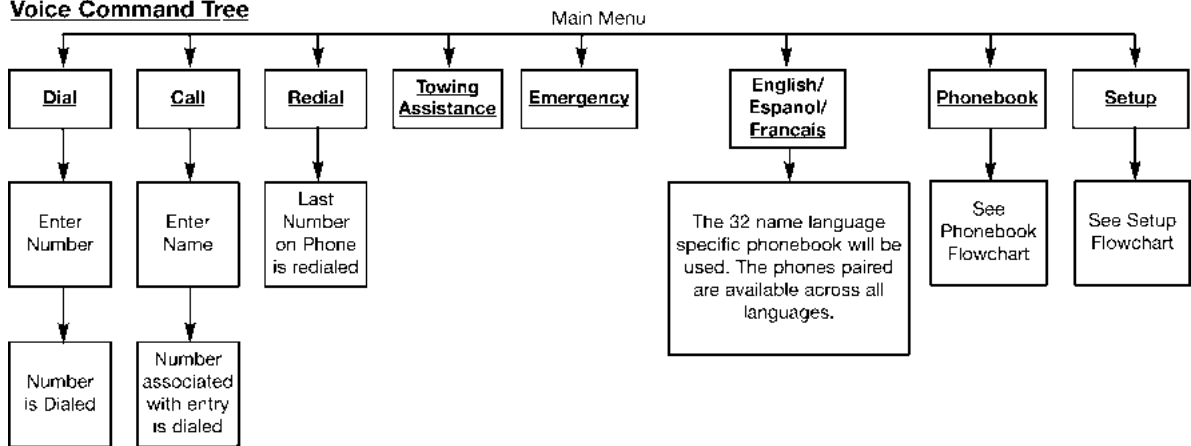 Voice Command Tree
Main Menu
Dial
Call
Redial
Towing
Assistance
Emergency
English/
Espanol/
Francais
Phonebook
Setup
Enter
Number
Enter
Name
Last
Number
on Phone
is redialed
The 32 name language
specific phonebook will be
used. The phones paired
are available across all
languages.
See
Phonebook
Flowchart
See Setup
Flowchart
Number
is Dialed
Number
associated
with entry
is dialed